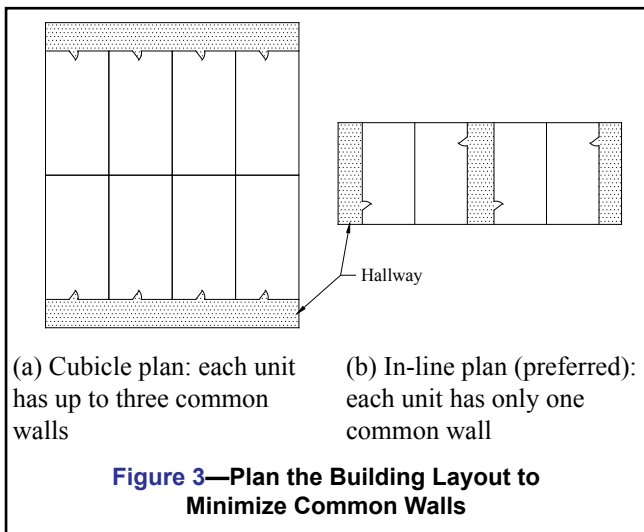 Hallway
(a) Cubicle plan: each unit
has up to three common
walls
(b) In-line plan (preferred):
each unit has only one
common wall
Figure 3—Plan the Building Layout to
Minimize Common Walls